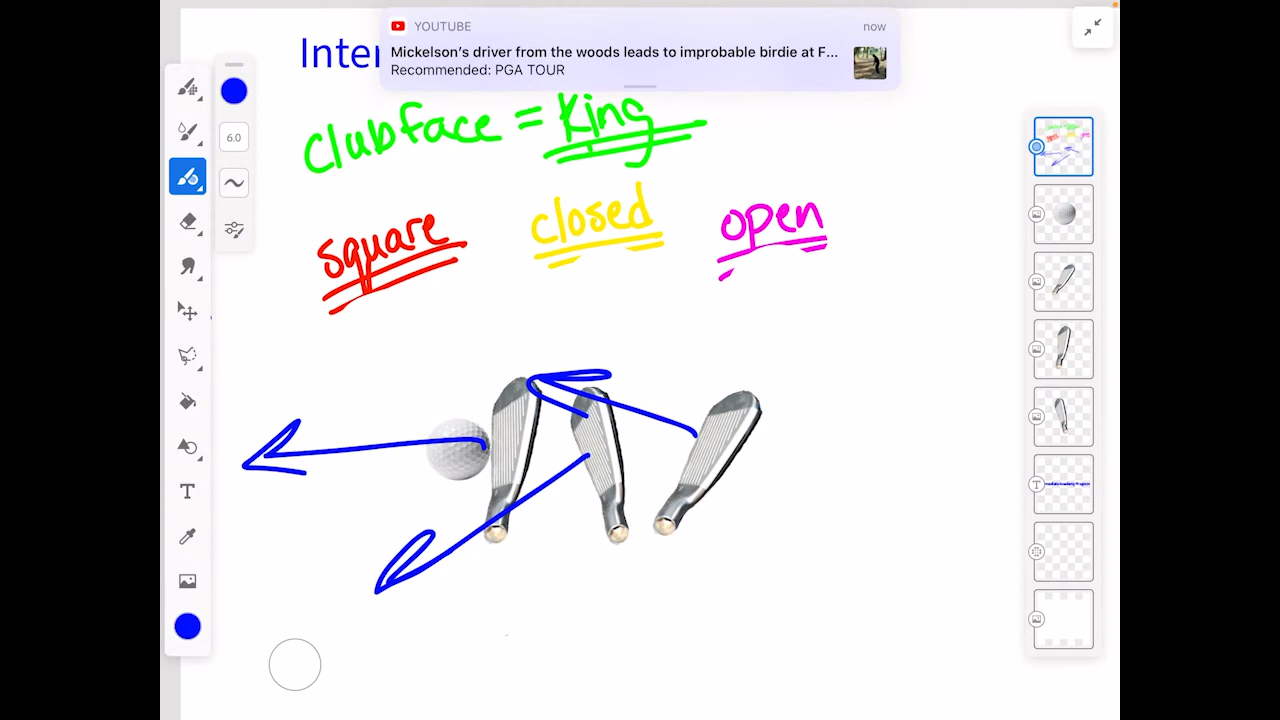 YOUTUBE
now
Mickelson's driver from the woods leads to improbable birdie at F...
Recommended: PGA TOUR
clubface = king
square closed open
6.0
T
T